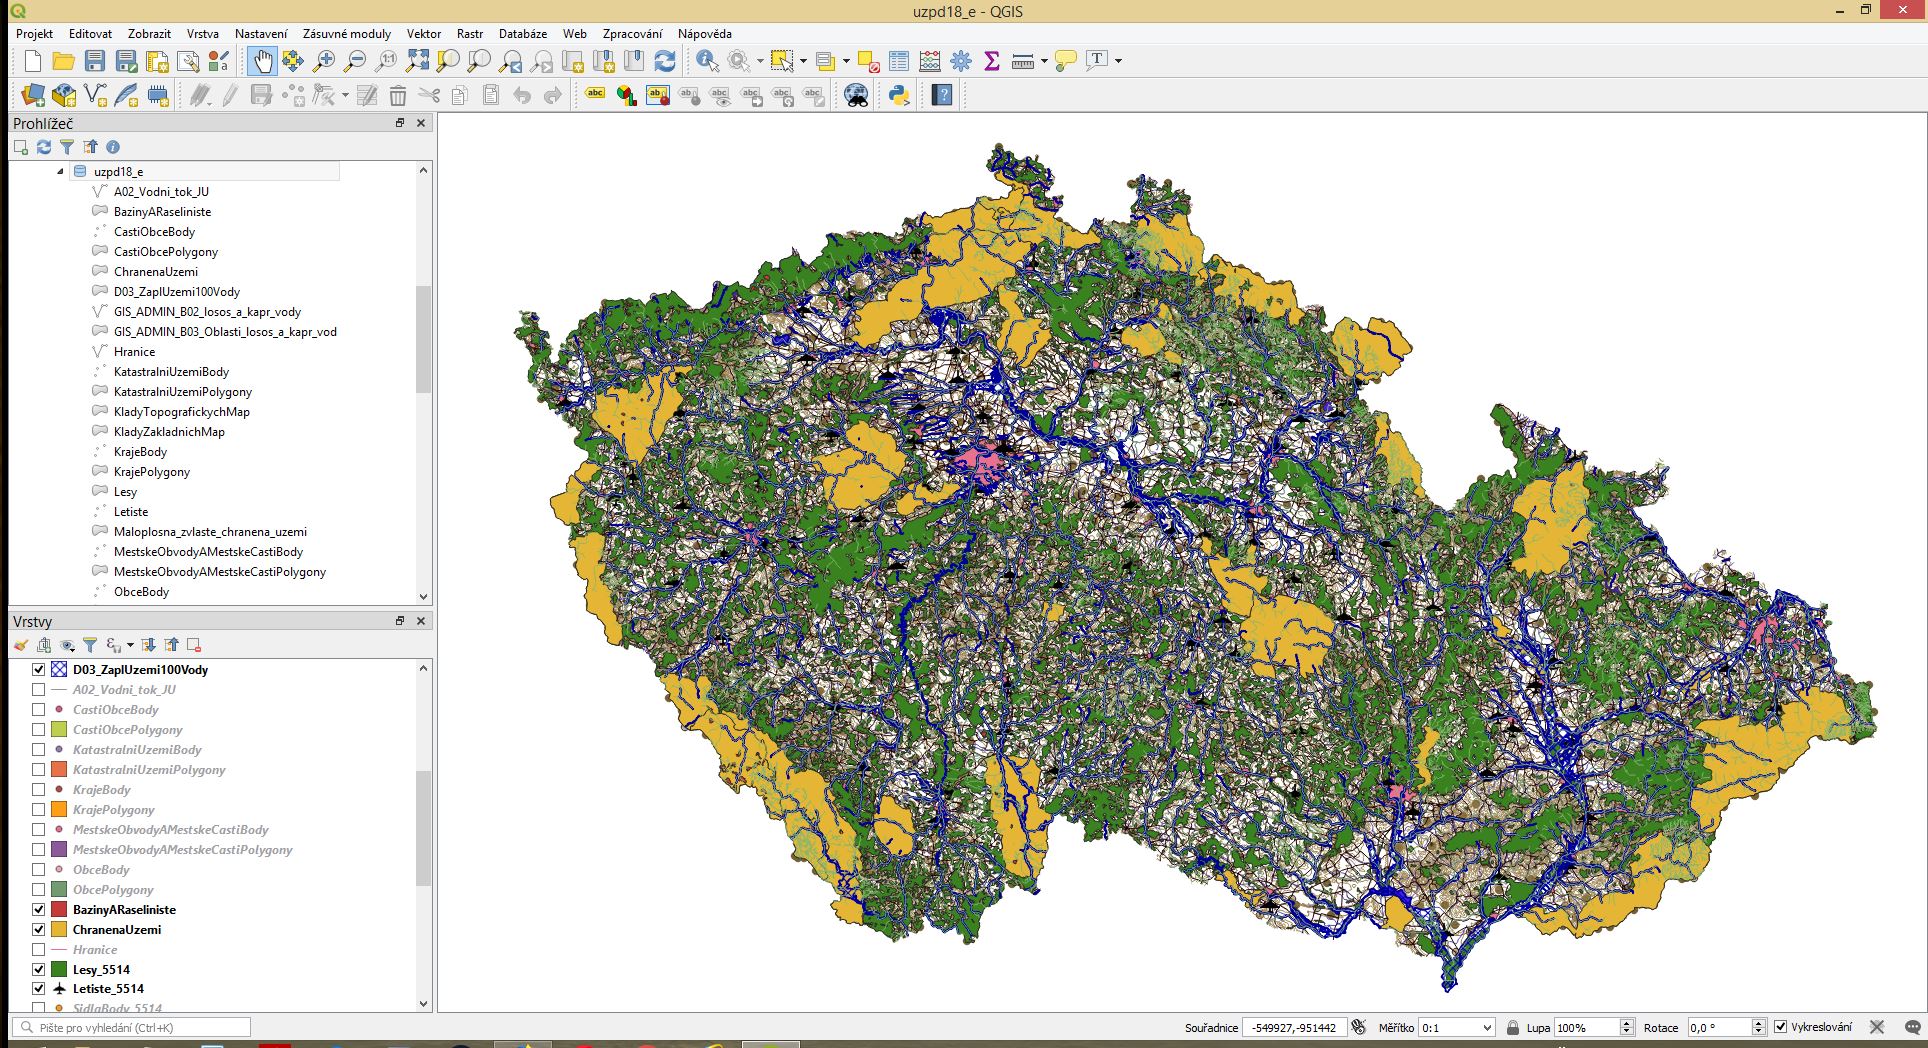 uzpd18_e - QGIS
Projekt Editovat Zobrazit Vrstva Nastavení Zásuvné moduly Vektor Rastr Databáze Web Zpracování Nápověda
Prohlížeč
uzpd18_e
A02_Vodni_tok_JU
BazinyARaseliniste
CastiObceBody
CastiObcePolygony
ChranenaUzemi
D03_ZaplUzemi100Vody
GIS_ADMIN_B02_losos_a_kapr_vody
GIS_ADMIN_B03_Oblasti_losos_a_kapr_vod
Hranice
KatastralniUzemiBody
KatastralniUzemiPolygony
KladyTopografickychMap
KladyZakladnichMap
KrajeBody
KrajePolygony
Lesy
Letiste
Maloplosna_zvlaste_chranena_uzemi
MestskeObvodyAMestskeCastiBody
MestskeObvodyAMestskeCastiPolygony
ObceBody
Vrstvy
D03_ZaplUzemi100Vody
A02_Vodni_tok_JU
CastiObceBody
CastiObcePolygony
KatastralniUzemiBody
KatastralniUzemiPolygony
KrajeBody
KrajePolygony
MestskeObvodyAMestskeCastiBody
MestskeObvodyAMestskeCastiPolygony
ObceBody
ObcePolygony
BazinyARaseliniste
ChranenaUzemi
Hranice
Lesy_5514
Letiste_5514
SidlaBody_5514
Pište pro vyhledání (Ctrl+K) Souřadnice -549927,-951442 Měřítko 0:1 Lupa 100% Rotace 0,0 ° Vykreslování